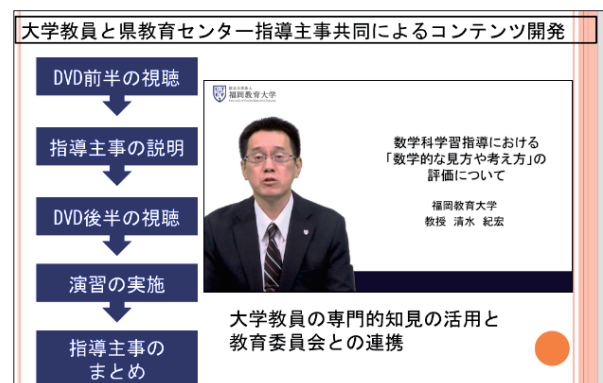 大学教員と県教育センター指導主事共同によるコンテンツ開発
DVD前半の視聴
指導主事の説明
DVD後半の視聴
演習の実施
指導主事の
まとめ
福岡教育大学
数学科学習指導における
「数学的な見方や考え方」の
評価について
福岡教育大学
教授 清水 紀宏
大学教員の専門的知見の活用と
教育委員会との連携